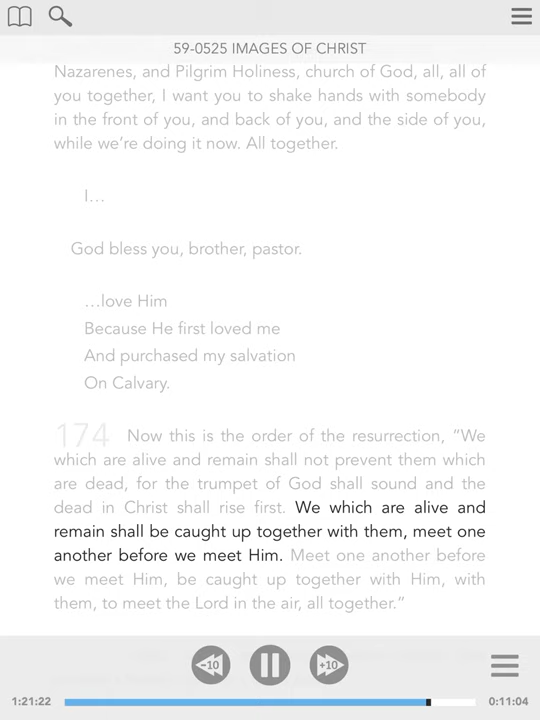 59-0525 IMAGES OF CHRIST
Nazarenes, and Pilgrim Holiness, church of God, all, all of
you together, I want you to shake hands with somebody
in the front of you, and back of you, and the side of you,
while we’re doing it now. All together.
I…
God bless you, brother, pastor.
…love Him
Because He first loved me
And purchased my salvation
On Calvary.
174 Now this is the order of the resurrection, “We
which are alive and remain shall not prevent them which
are dead, for the trumpet of God shall sound and the
dead in Christ shall rise first. We which are alive and
remain shall be caught up together with them, meet one
another before we meet Him. Meet one another before
we meet Him, be caught up together with Him, with
them, to meet the Lord in the air, all together.”
-10 +10
1:21:22 0:11:04